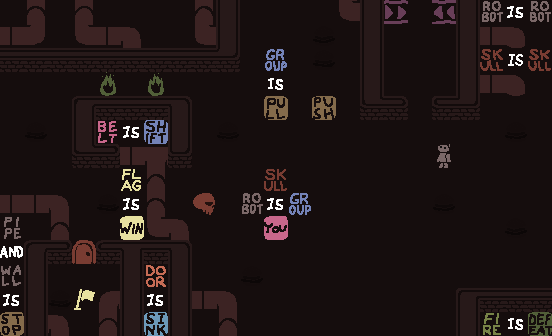 ROBOT IS ROBOT
SKULL IS SKULL
GROUP
IS
PULL PUSH
BELT IS SHIFT
FLAG
IS
WIN
SKULL
ROBOT IS GROUP
YOU
PIPE
AND
WALL
IS
STOP
DOOR
IS
SINK
FIRE IS